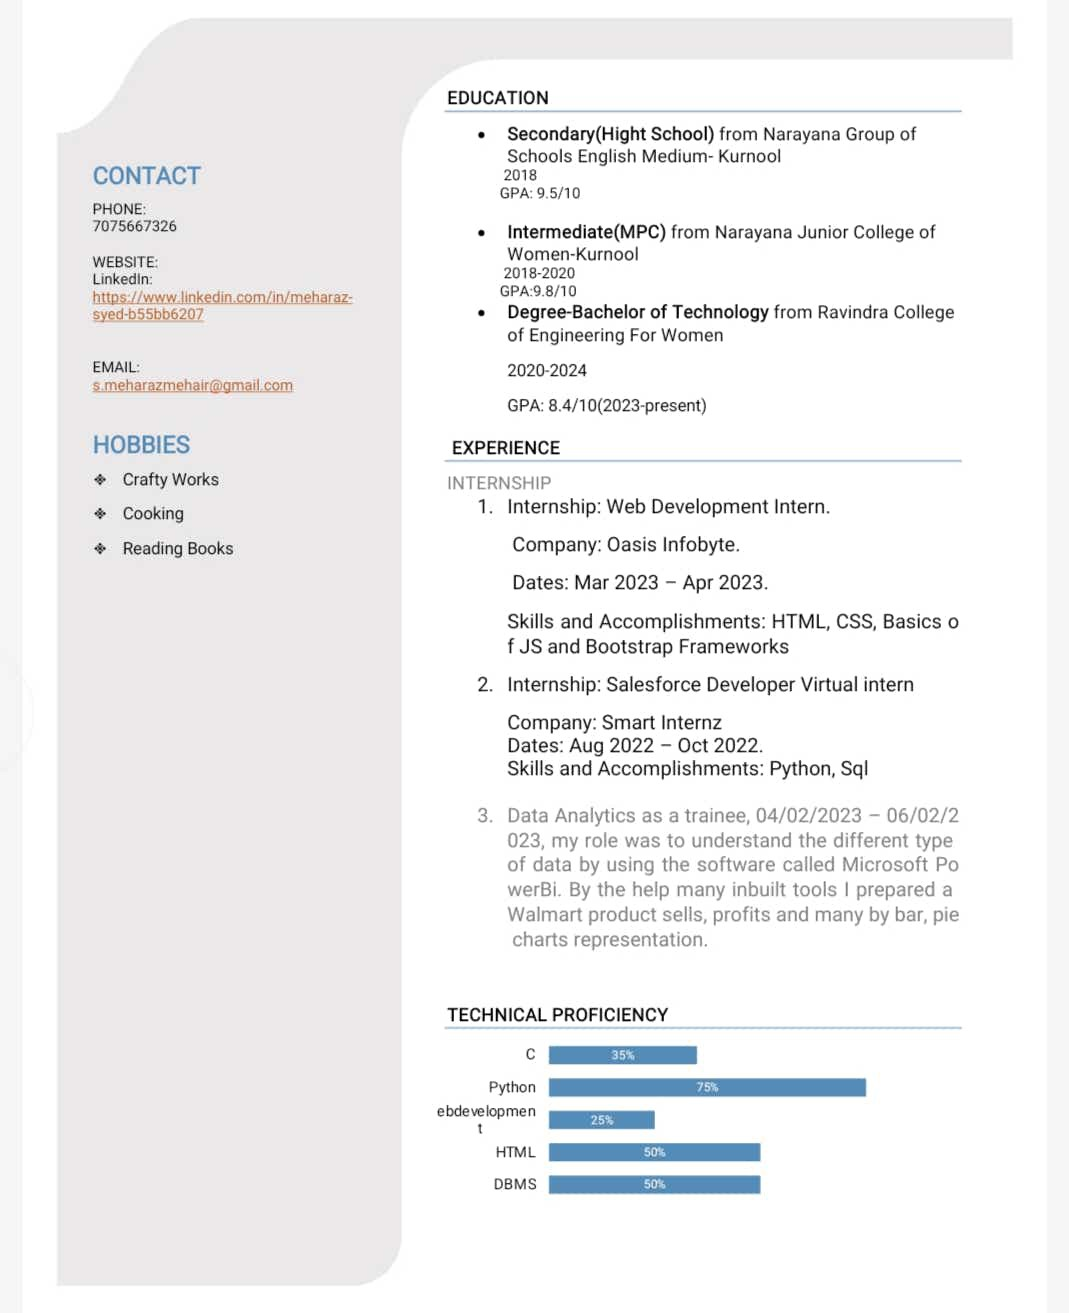 CONTACT
PHONE:
7075667326
WEBSITE:
LinkedIn:
https://www.linkedin.com/in/meharaz-
syed-b55bb6207
EMAIL:
s.meharazmehair@gmail.com
HOBBIES
❖ Crafty Works
❖ Cooking
❖ Reading Books
EDUCATION
• Secondary(Hight School) from Narayana Group of
Schools English Medium- Kurnool
2018
GPA: 9.5/10
• Intermediate(MPC) from Narayana Junior College of
Women-Kurnool
2018-2020
GPA:9.8/10
• Degree-Bachelor of Technology from Ravindra College
of Engineering For Women
2020-2024
GPA: 8.4/10(2023-present)
EXPERIENCE
INTERNSHIP
1. Internship: Web Development Intern.
Company: Oasis Infobyte.
Dates: Mar 2023 – Apr 2023.
Skills and Accomplishments: HTML, CSS, Basics o
f JS and Bootstrap Frameworks
2. Internship: Salesforce Developer Virtual intern
Company: Smart Internz
Dates: Aug 2022 – Oct 2022.
Skills and Accomplishments: Python, Sql
3. Data Analytics as a trainee, 04/02/2023 – 06/02/2
023, my role was to understand the different type
of data by using the software called Microsoft Po
werBi. By the help many inbuilt tools I prepared a
Walmart product sells, profits and many by bar, pie
charts representation.
TECHNICAL PROFICIENCY
C 35%
Python 75%
ebdevelopmen
t 25%
HTML 50%
DBMS 50%